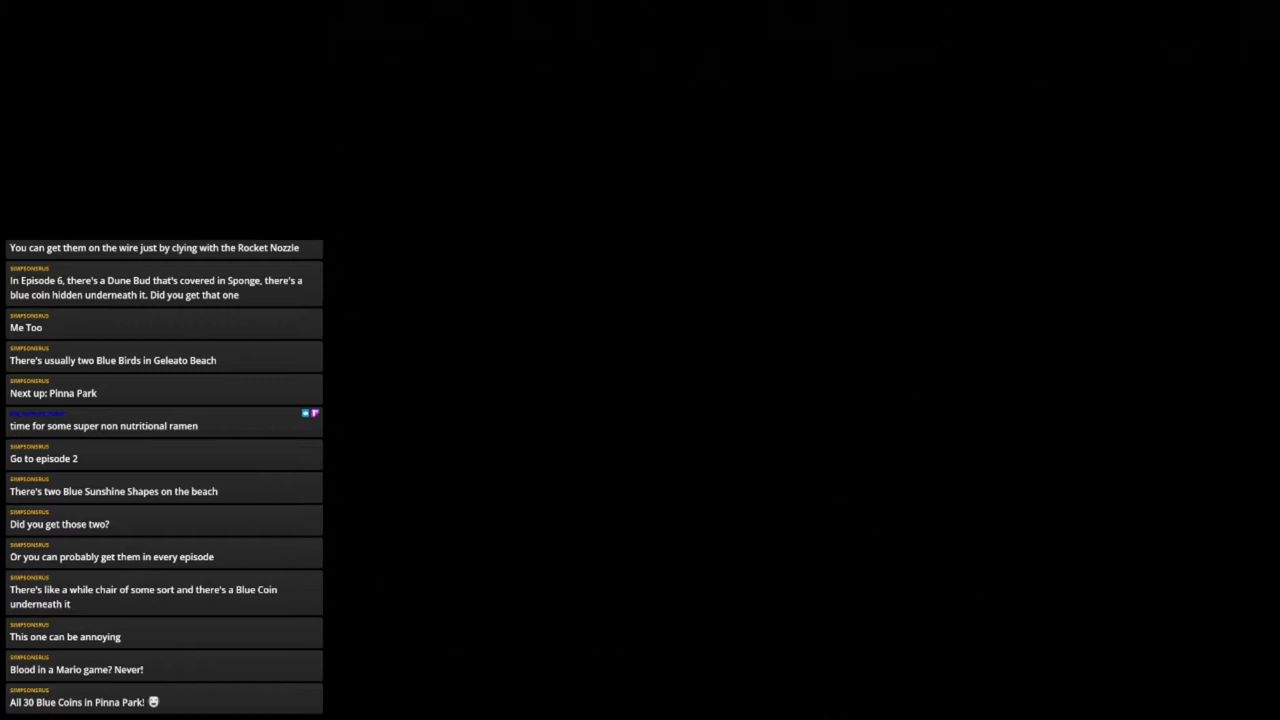 You can get them on the wire just by clying with the Rocket Nozzle
SIMPSONSRUS
In Episode 6, there's a Dune Bud that's covered in Sponge, there's a
blue coin hidden underneath it. Did you get that one
SIMPSONSRUS
Me Too
SIMPSONSRUS
There's usually two Blue Birds in Geleato Beach
SIMPSONSRUS
Next up: Pinna Park
time for some super non nutritional ramen
SIMPSONSRUS
Go to episode 2
SIMPSONSRUS
There's two Blue Sunshine Shapes on the beach
SIMPSONSRUS
Did you get those two?
SIMPSONSRUS
Or you can probably get them in every episode
SIMPSONSRUS
There's like a while chair of some sort and there's a Blue Coin
underneath it
SIMPSONSRUS
This one can be annoying
SIMPSONSRUS
Blood in a Mario game? Never!
SIMPSONSRUS
All 30 Blue Coins in Pinna Park!